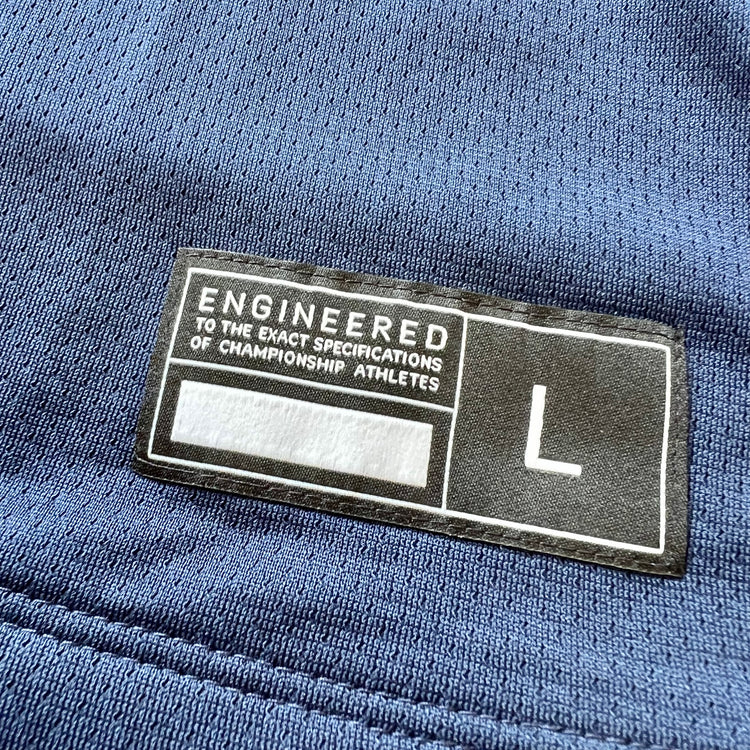 ENGINEERED
TO THE EXACT SPECIFICATIONS
OF CHAMPIONSHIP ATHLETES
L